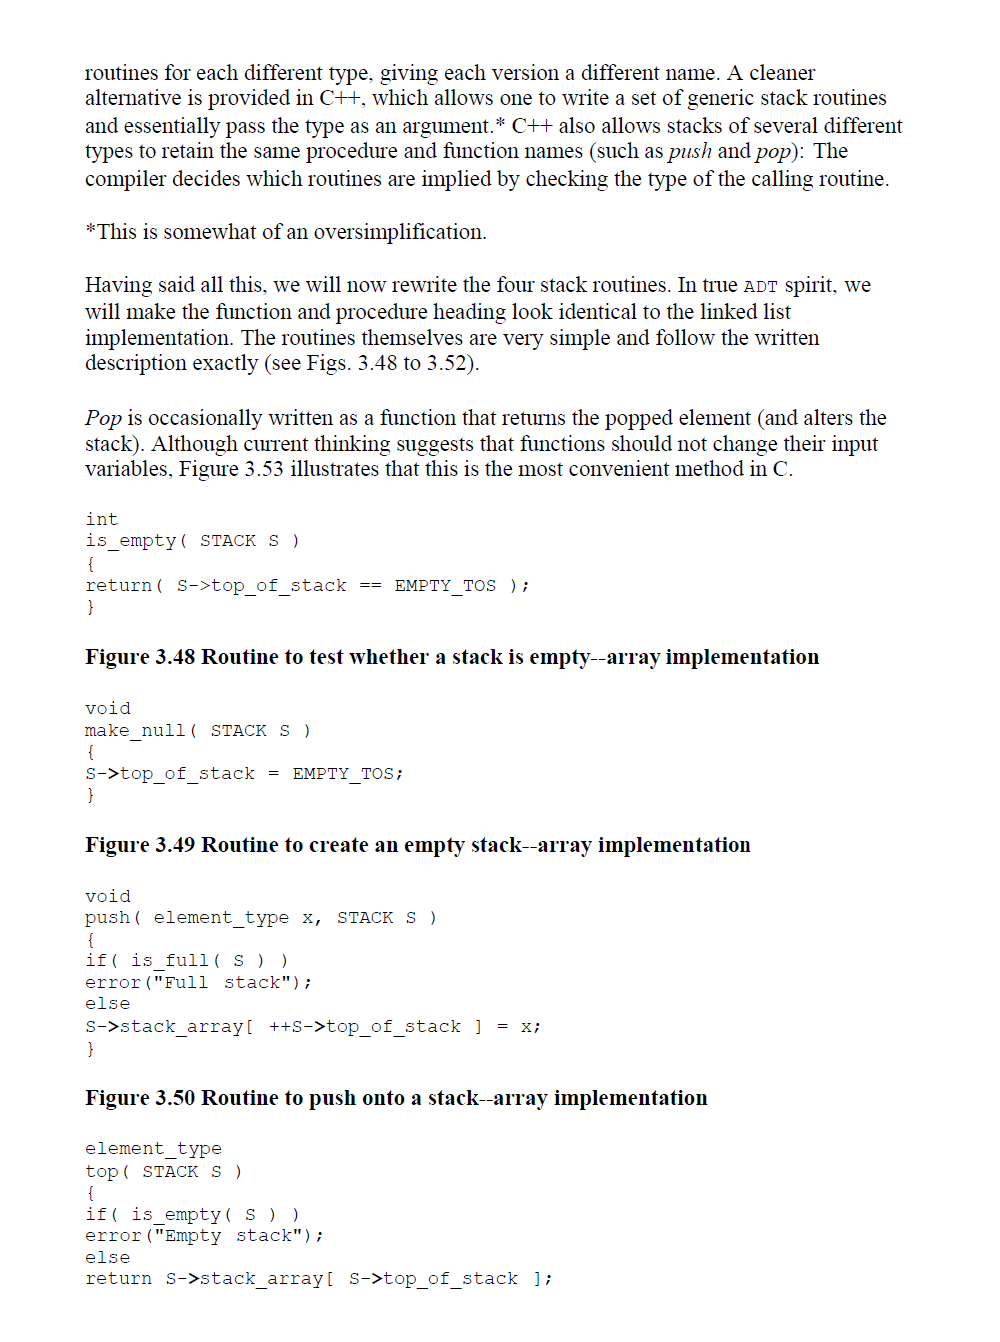 routines for each different type, giving each version a different name. A cleaner
alternative is provided in C++, which allows one to write a set of generic stack routines
and essentially pass the type as an argument.* C++ also allows stacks of several different
types to retain the same procedure and function names (such as push and pop): The
compiler decides which routines are implied by checking the type of the calling routine.
*This is somewhat of an oversimplification.
Having said all this, we will now rewrite the four stack routines. In true ADT spirit, we
will make the function and procedure heading look identical to the linked list
implementation. The routines themselves are very simple and follow the written
description exactly (see Figs. 3.48 to 3.52).
Pop is occasionally written as a function that returns the popped element (and alters the
stack). Although current thinking suggests that functions should not change their input
variables, Figure 3.53 illustrates that this is the most convenient method in C.
int
is_empty( STACK S )
{
return( S->top_of_stack == EMPTY_TOS );
}
Figure 3.48 Routine to test whether a stack is empty--array implementation
void
make_null( STACK S )
{
S->top_of_stack = EMPTY_TOS;
}
Figure 3.49 Routine to create an empty stack--array implementation
void
push( element_type x, STACK S )
{
if( is_full( S ) )
error("Full stack");
else
S->stack_array[ ++S->top_of_stack ] = x;
}
Figure 3.50 Routine to push onto a stack--array implementation
element_type
top( STACK S )
{
if( is_empty( S ) )
error("Empty stack");
else
return S->stack_array[ S->top_of_stack ];